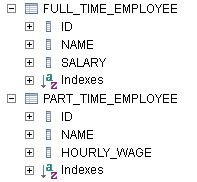 FULL_TIME_EMPLOYEE
ID
NAME
SALARY
Indexes
PART_TIME_EMPLOYEE
ID
NAME
HOURLY_WAGE
Indexes